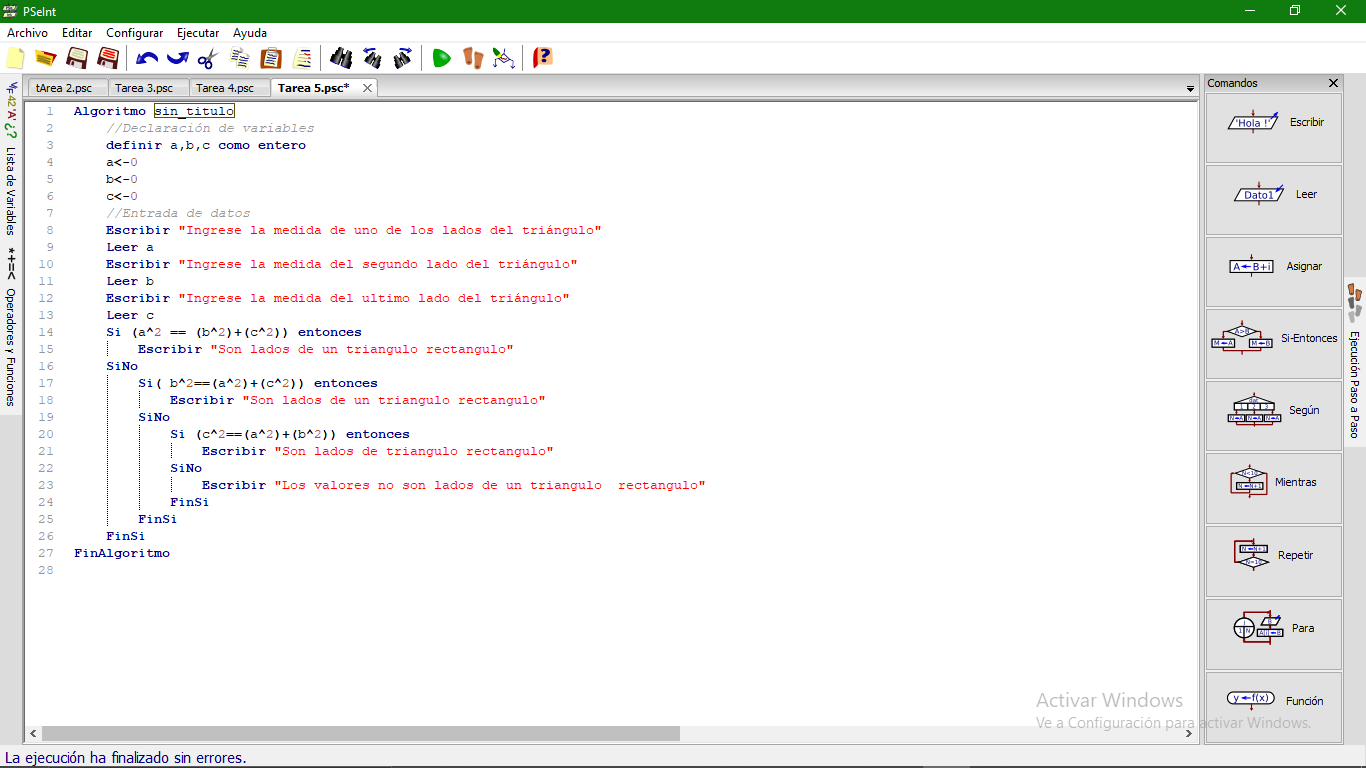 PSeInt
Archivo Editar Configurar Ejecutar Ayuda
tArea 2.psc Tarea 3.psc Tarea 4.psc Tarea 5.psc*
1 Algoritmo sin_titulo
2 //Declaración de variables
3 definir a,b,c como entero
4 a<-0
5 b<-0
6 c<-0
7 //Entrada de datos
8 Escribir "Ingrese la medida de uno de los lados del triángulo"
9 Leer a
10 Escribir "Ingrese la medida del segundo lado del triángulo"
11 Leer b
12 Escribir "Ingrese la medida del ultimo lado del triángulo"
13 Leer c
14 Si (a^2 == (b^2)+(c^2)) entonces
15 Escribir "Son lados de un triangulo rectangulo"
16 SiNo
17 Si( b^2==(a^2)+(c^2)) entonces
18 Escribir "Son lados de un triangulo rectangulo"
19 SiNo
20 Si (c^2==(a^2)+(b^2)) entonces
21 Escribir "Son lados de triangulo rectangulo"
22 SiNo
23 Escribir "Los valores no son lados de un triangulo  rectangulo"
24 FinSi
25 FinSi
26 FinSi
27 FinAlgoritmo
28
42 'A' ¿? Lista de Variables
*+=< Operadores y Funciones
Comandos
'Hola !' Escribir
Dato1 Leer
A←B+i Asignar
A>B M←A M←B Si-Entonces
1 2 3 Según
N<10 N←N+1 Mientras
N←N+1 N=10 Repetir
Para
y←f(x) Función
Ejecución Paso a Paso
Activar Windows
Ve a Configuración para activar Windows.
La ejecución ha finalizado sin errores.